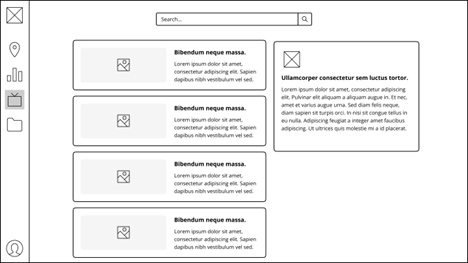 Search...
Bibendum neque massa.
Lorem ipsum dolor sit amet,
consectetur adipiscing elit. Sapien
dapibus nibh vestibulum vel sed.
Bibendum neque massa.
Lorem ipsum dolor sit amet,
consectetur adipiscing elit. Sapien
dapibus nibh vestibulum vel sed.
Bibendum neque massa.
Lorem ipsum dolor sit amet,
consectetur adipiscing elit. Sapien
dapibus nibh vestibulum vel sed.
Bibendum neque massa.
Lorem ipsum dolor sit amet,
consectetur adipiscing elit. Sapien
dapibus nibh vestibulum vel sed.
Ullamcorper consectetur sem luctus tortor.
Lorem ipsum dolor sit amet, consectetur adipiscing
elit. Pulvinar elit aliquam a aliquam augue in. Et nec,
amet et varius augue urna. Sed diam felis neque,
diam sapien sit turpis orci. In nisi sit congue tellus in
eu nulla. Adipiscing feugiat a integer amet faucibus
adipiscing. Ut ultrices quis molestie mi a id placerat.